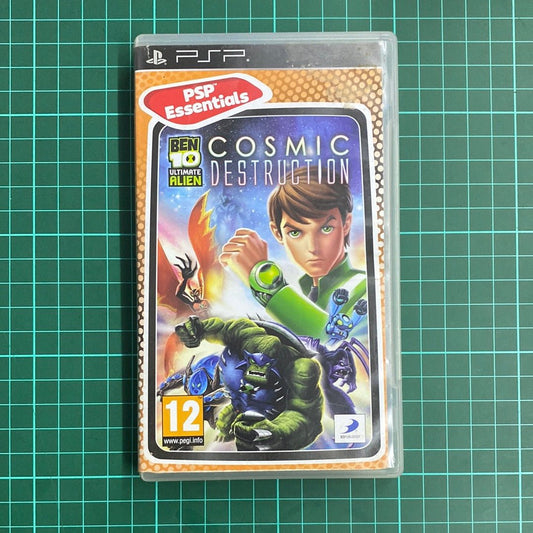 PSP
PSP
Essentials
BEN
10
ULTIMATE
ALIEN
COSMIC
DESTRUCTION
12
www.pegi.info